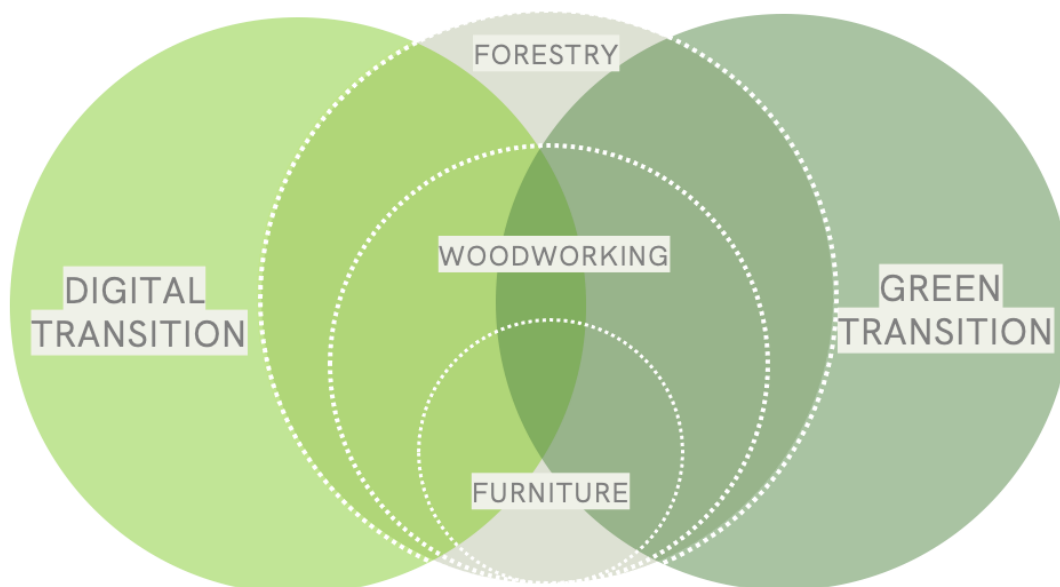 FORESTRY
WOODWORKING
DIGITAL
TRANSITION
GREEN
TRANSITION
FURNITURE